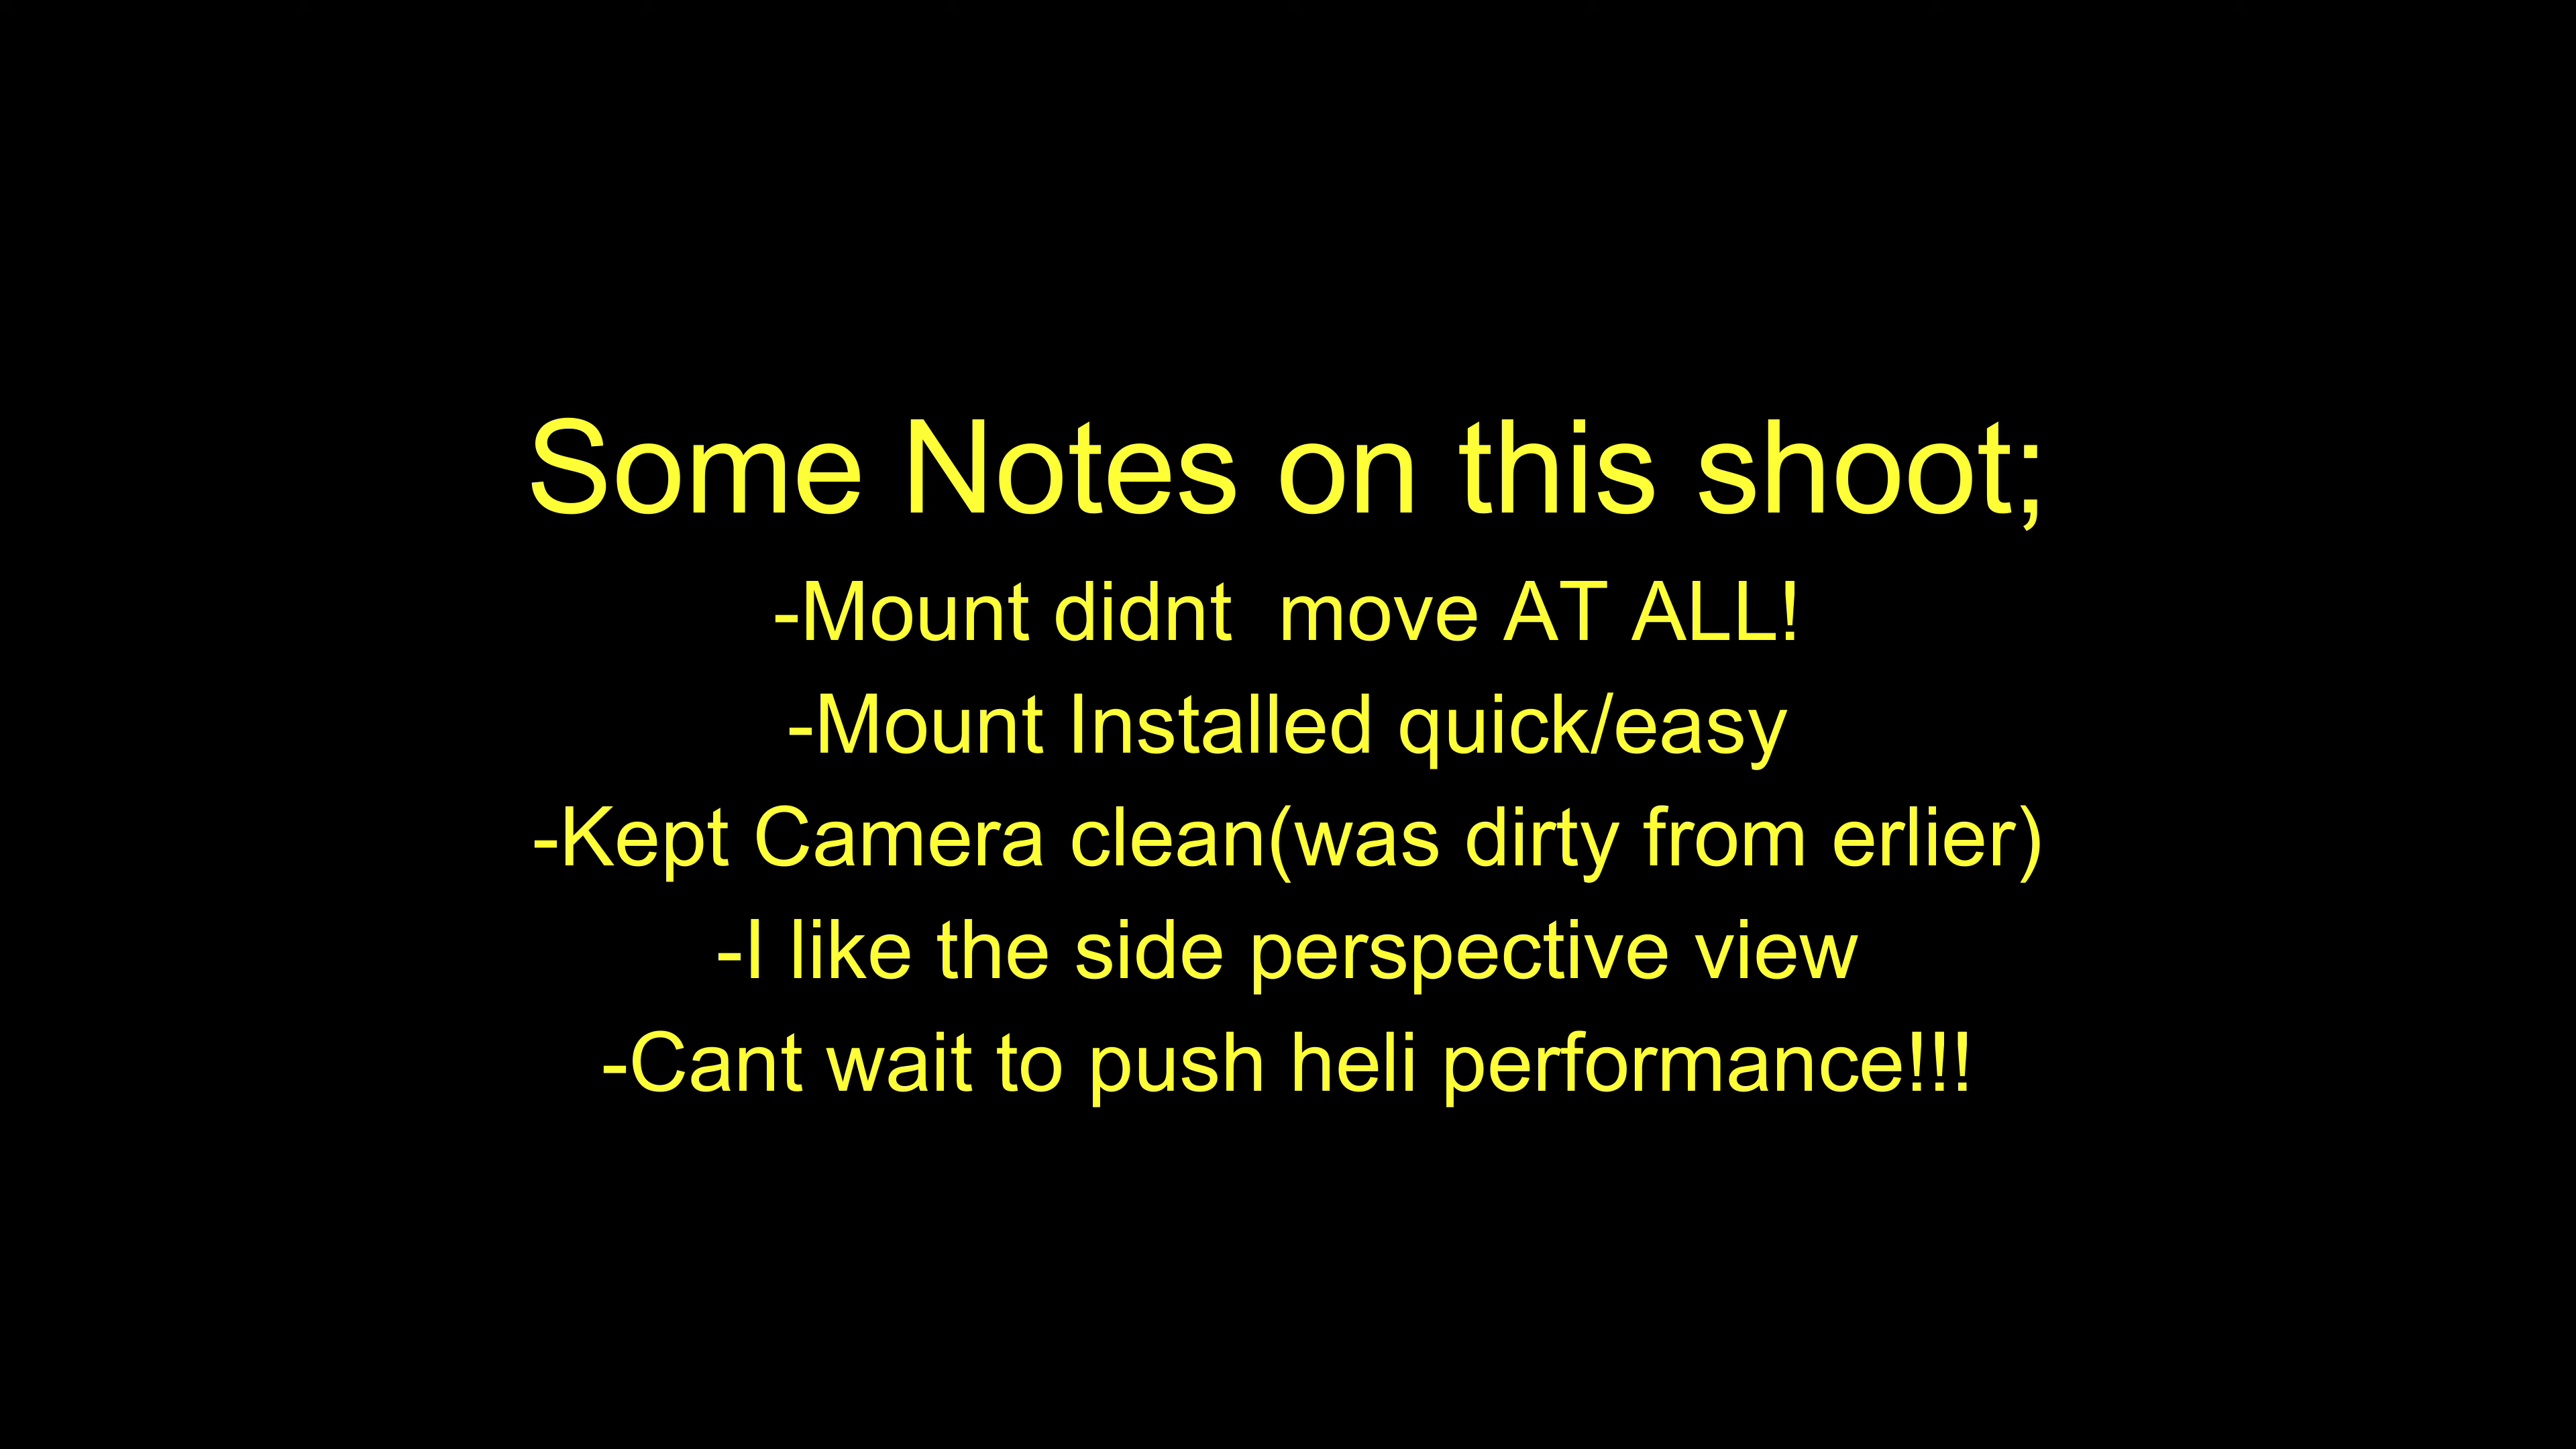 Some Notes on this shoot;
-Mount didnt  move AT ALL!
-Mount Installed quick/easy
-Kept Camera clean(was dirty from erlier)
-I like the side perspective view
-Cant wait to push heli performance!!!